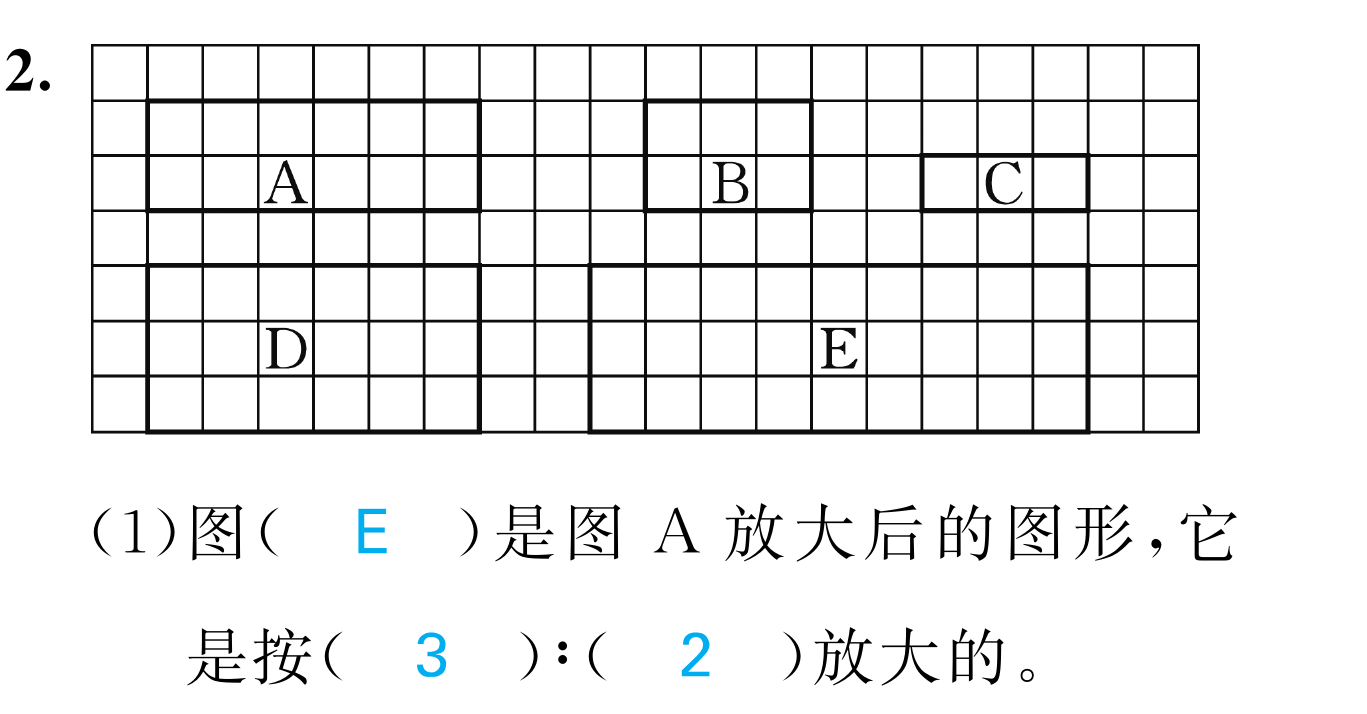 2.
A B C
D E
(1)图( E )是图 A 放大后的图形,它
是按( 3 )∶( 2 )放大的。